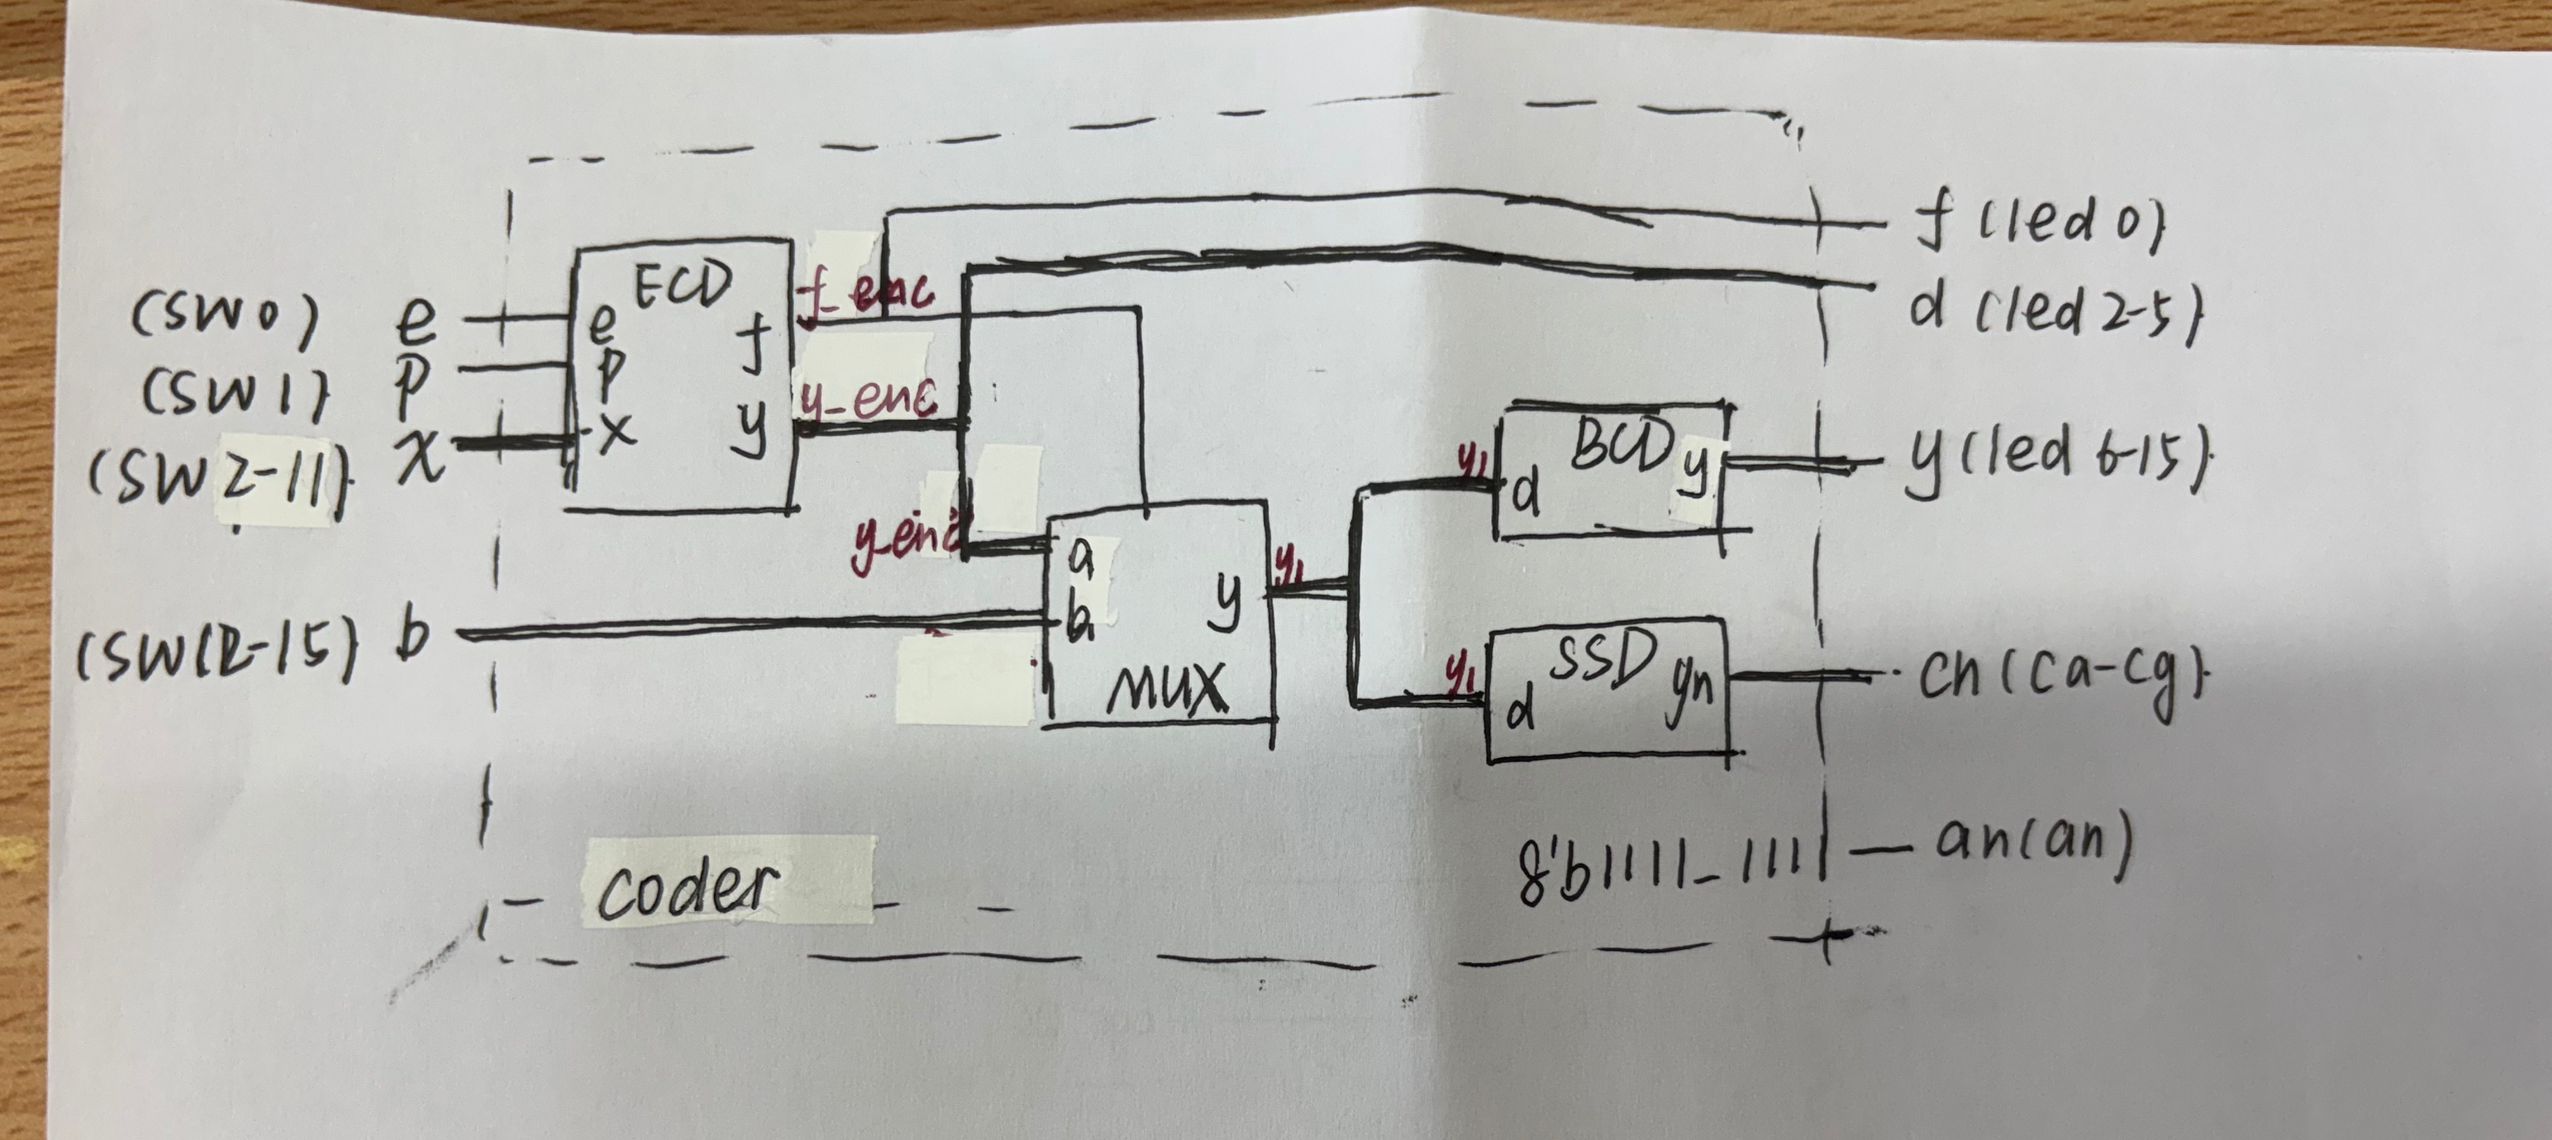 (SW0) e
(SW1) p
(SW2-11) x
(SW12-15) b
ECD
e
p
x
f
y
f_enc
y_enc
y_enc
a
b
y
MUX
y1
y1
y1
BCD
d
y
SSD
d
yn
f (led 0)
d (led 2-5)
y (led 6-15)
cn (ca-cg)
8'b1111_1111
an (an)
coder